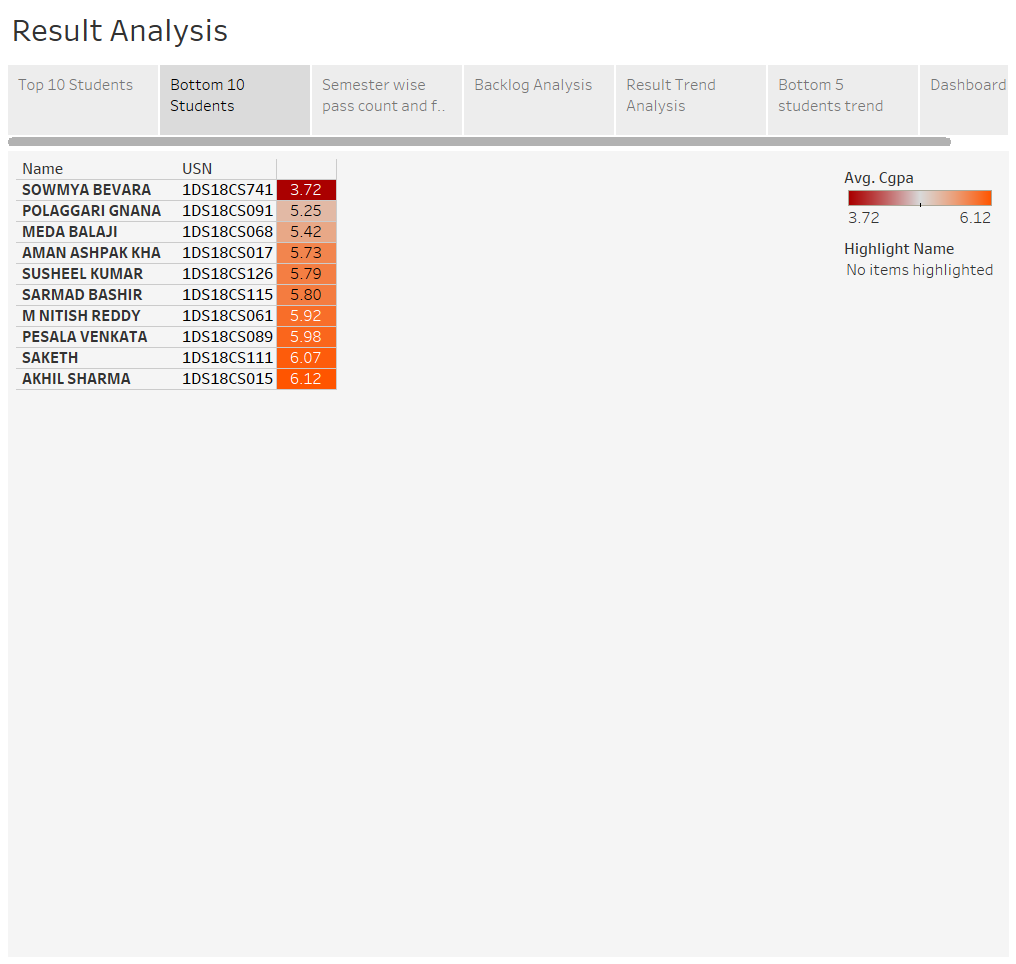 Result Analysis
Top 10 Students
Bottom 10
Students
Semester wise
pass count and f..
Backlog Analysis
Result Trend
Analysis
Bottom 5
students trend
Dashboard
Name USN
SOWMYA BEVARA 1DS18CS741 3.72
POLAGGARI GNANA 1DS18CS091 5.25
MEDA BALAJI 1DS18CS068 5.42
AMAN ASHPAK KHA 1DS18CS017 5.73
SUSHEEL KUMAR 1DS18CS126 5.79
SARMAD BASHIR 1DS18CS115 5.80
M NITISH REDDY 1DS18CS061 5.92
PESALA VENKATA 1DS18CS089 5.98
SAKETH 1DS18CS111 6.07
AKHIL SHARMA 1DS18CS015 6.12
Avg. Cgpa
3.72 6.12
Highlight Name
No items highlighted